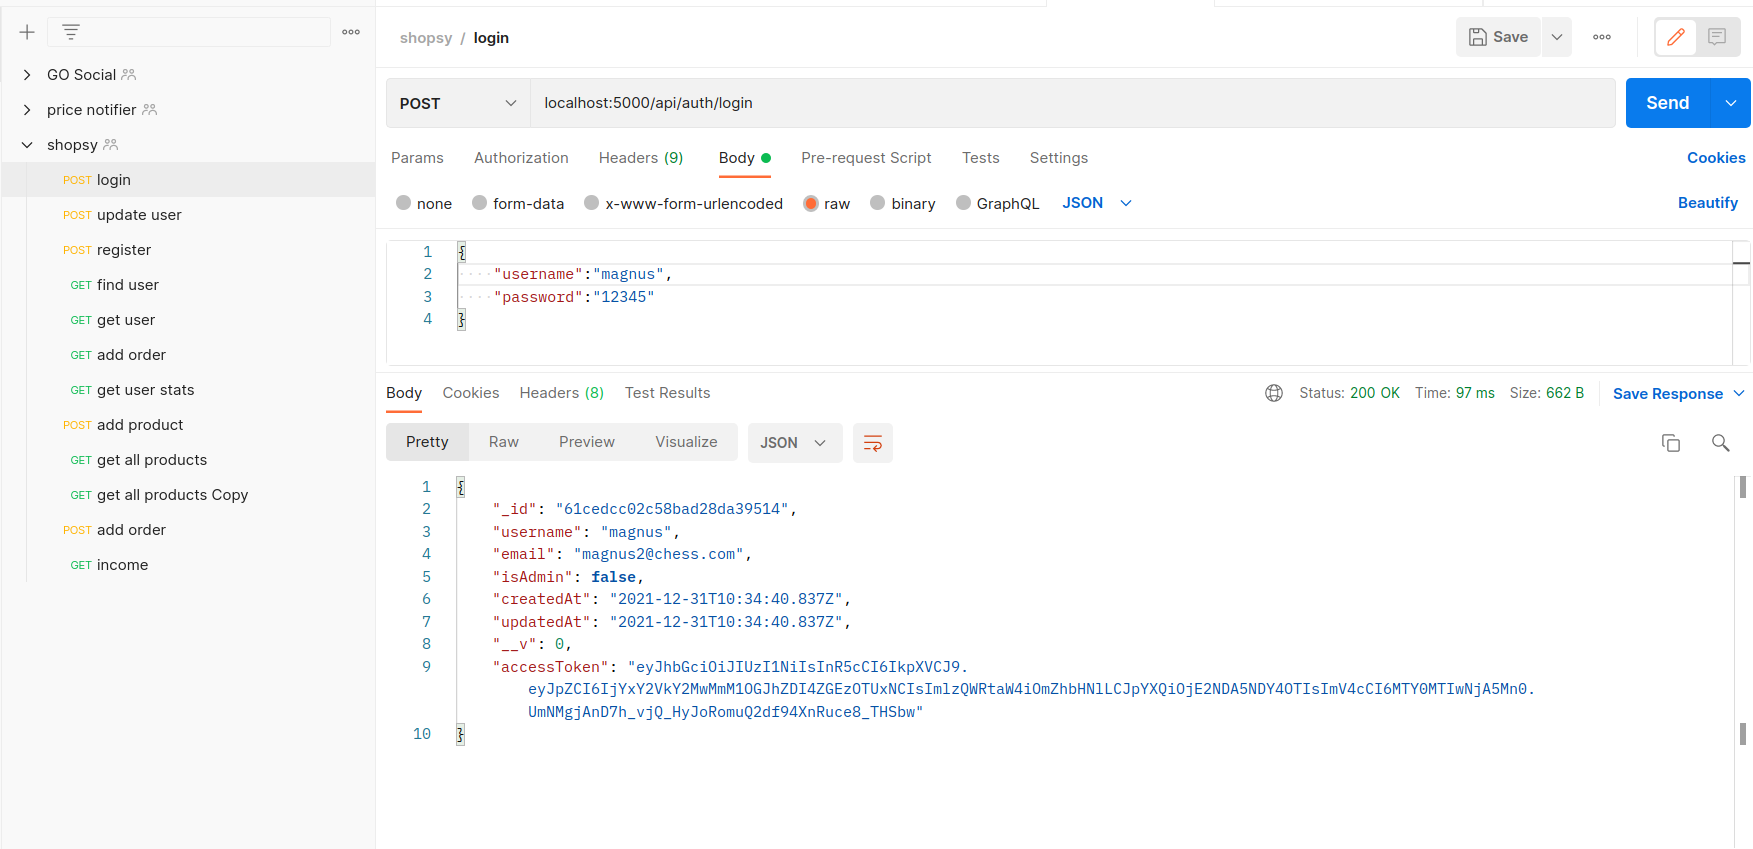 GO Social
price notifier
shopsy
POST login
POST update user
POST register
GET find user
GET get user
GET add order
GET get user stats
POST add product
GET get all products
GET get all products Copy
POST add order
GET income
shopsy / login
Save
POST localhost:5000/api/auth/login Send
Params Authorization Headers (9) Body Pre-request Script Tests Settings Cookies
none form-data x-www-form-urlencoded raw binary GraphQL JSON Beautify
1 {
2 "username":"magnus",
3 "password":"12345"
4 }
Body Cookies Headers (8) Test Results Status: 200 OK Time: 97 ms Size: 662 B Save Response
Pretty Raw Preview Visualize JSON
1 {
2 "_id": "61cedcc02c58bad28da39514",
3 "username": "magnus",
4 "email": "magnus2@chess.com",
5 "isAdmin": false,
6 "createdAt": "2021-12-31T10:34:40.837Z",
7 "updatedAt": "2021-12-31T10:34:40.837Z",
8 "__v": 0,
9 "accessToken": "eyJhbGciOiJIUzI1NiIsInR5cCI6IkpXVCJ9.
eyJpZCI6IjYxY2VkY2MwMmM1OGJhZDI4ZGEzOTUxNCIsImlzQWRtaW4iOmZhbHNlLCJpYXQiOjE2NDA5NDY4OTIsImV4cCI6MTY0MTIwNjA5Mn0.
UmNMgjAnD7h_vjQ_HyJoRomuQ2df94XnRuce8_THSbw"
10 }